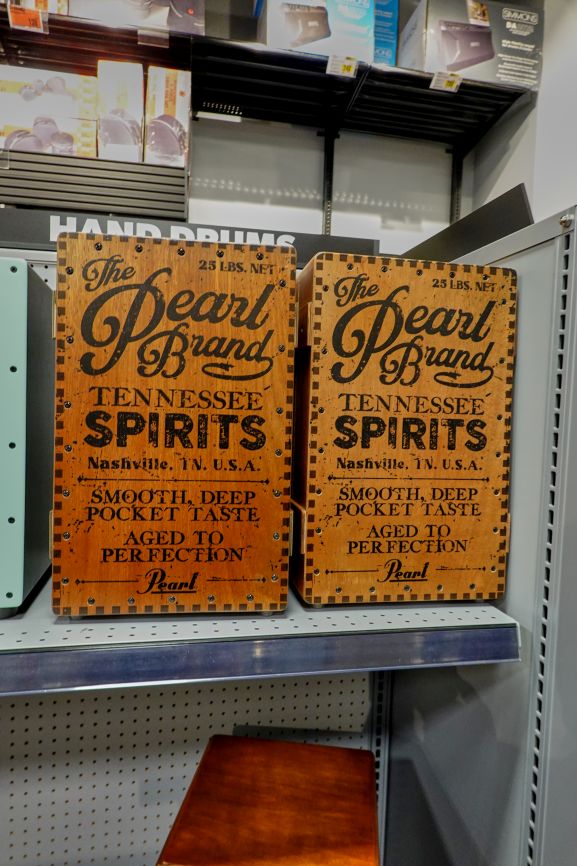 SIMMONS
HAND DRUMS
25 LBS. NET
The
Pearl
Brand
TENNESSEE
SPIRITS
Nashville, TN. U.S.A.
SMOOTH, DEEP
POCKET TASTE
AGED TO
PERFECTION
Pearl
25 LBS. NET
The
Pearl
Brand
TENNESSEE
SPIRITS
Nashville, TN. U.S.A.
SMOOTH, DEEP
POCKET TASTE
AGED TO
PERFECTION
Pearl